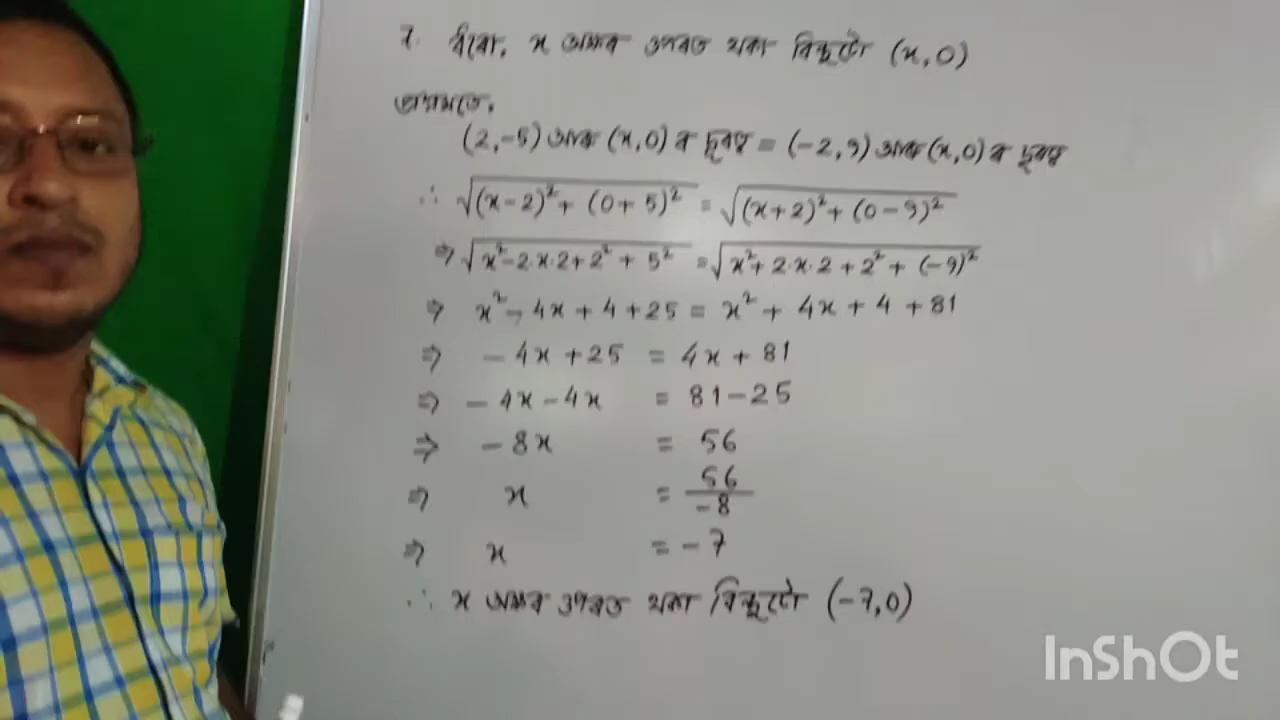 7. ধৰো, x অক্ষৰ ওপৰত থকা বিন্দুটো (x, 0)
প্ৰশ্নমতে,
(2, -5) আৰু (x, 0) ৰ দূৰত্ব = (-2, 9) আৰু (x, 0) ৰ দূৰত্ব
∴ √((x-2)² + (0+5)²) = √((x+2)² + (0-9)²)
⇒ √(x² - 2.x.2 + 2² + 5²) = √(x² + 2.x.2 + 2² + (-9)²)
⇒ x² - 4x + 4 + 25 = x² + 4x + 4 + 81
⇒ -4x + 25 = 4x + 81
⇒ -4x - 4x = 81 - 25
⇒ -8x = 56
⇒ x = 56/-8
⇒ x = -7
∴ x অক্ষৰ ওপৰত থকা বিন্দুটো (-7, 0)
InShOt